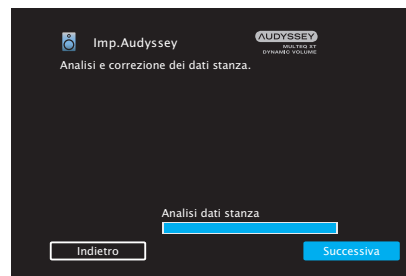 Imp.Audyssey
AUDYSSEY
MULTEQ XT
DYNAMIC VOLUME
Analisi e correzione dei dati stanza.
Analisi dati stanza
Indietro
Successiva